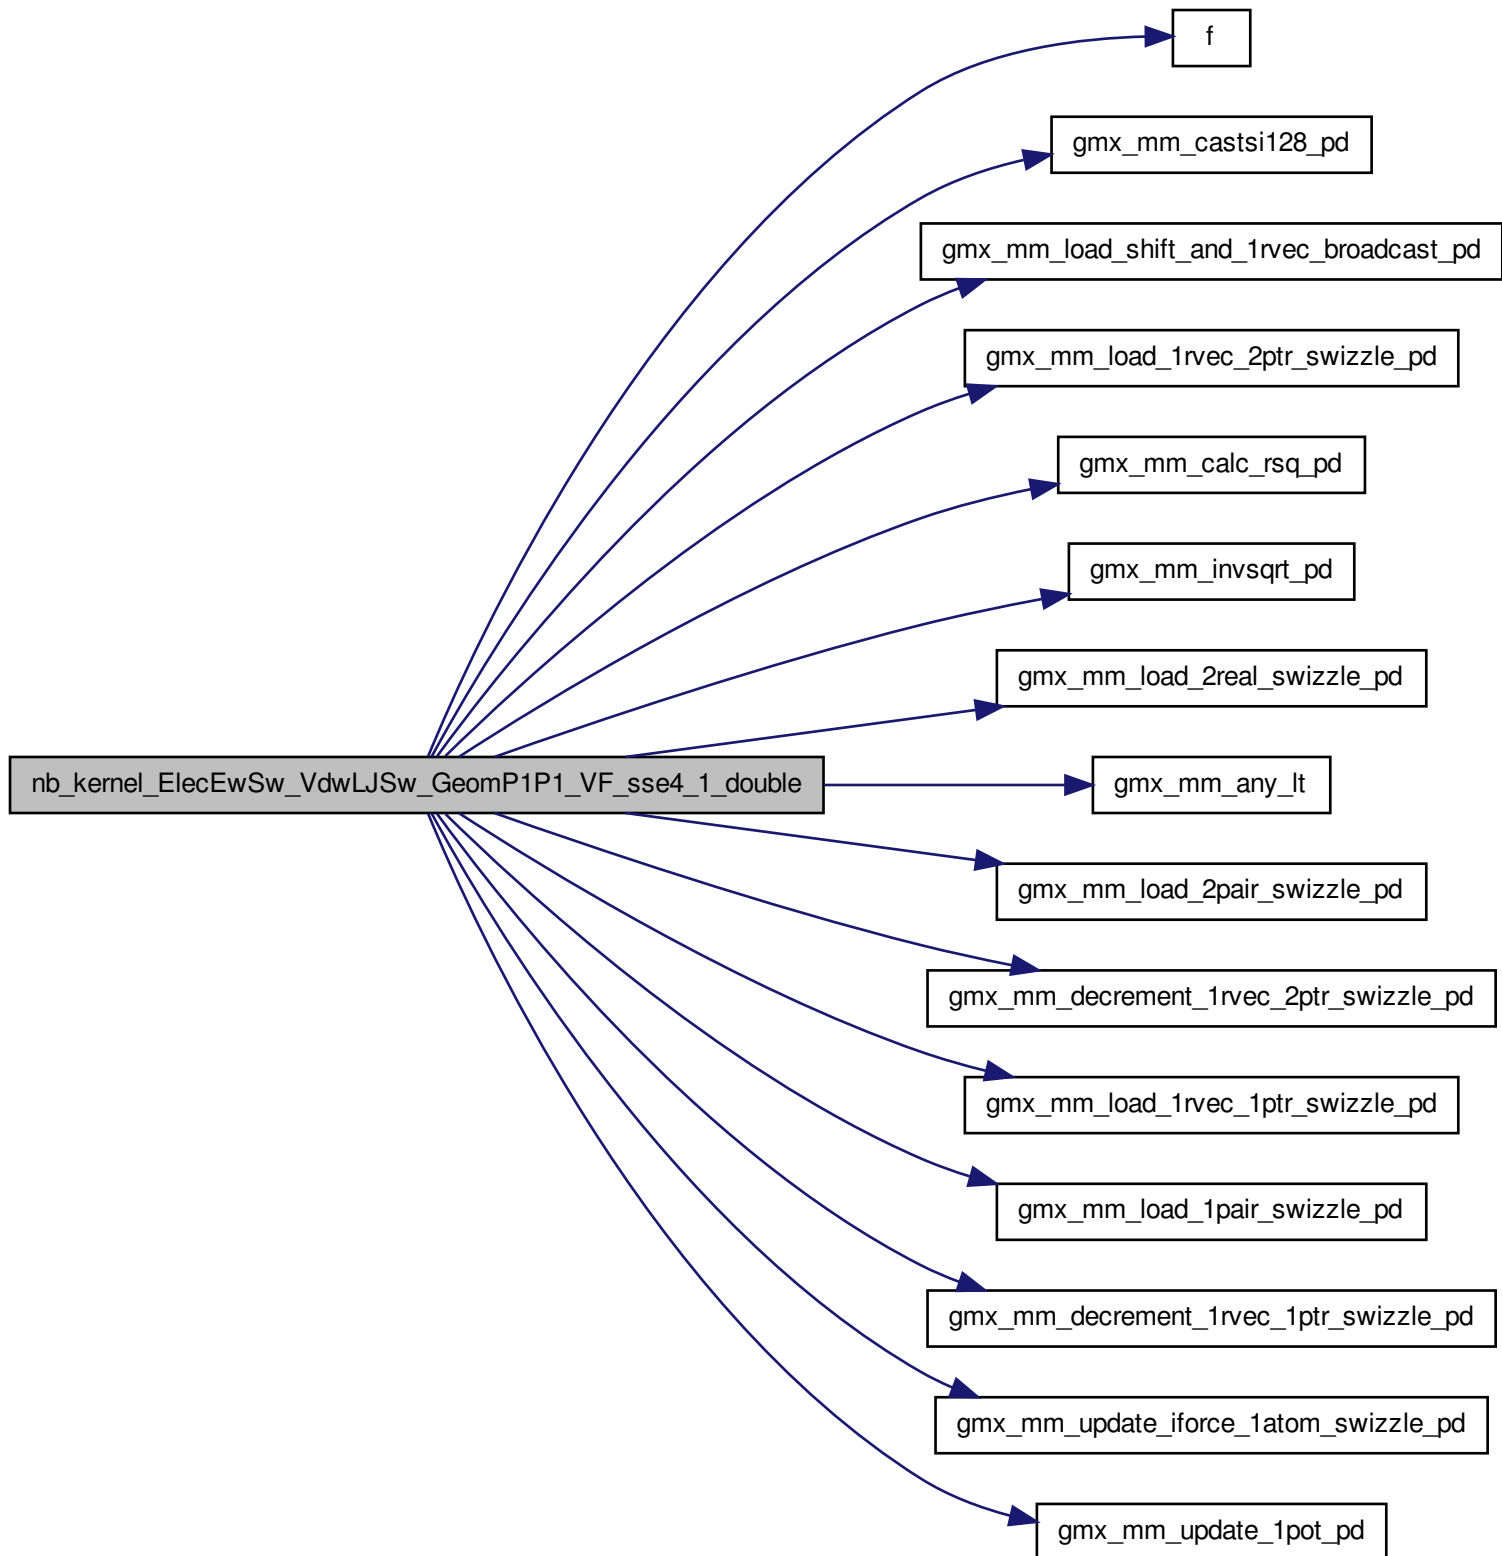 f
gmx_mm_castsi128_pd
gmx_mm_load_shift_and_1rvec_broadcast_pd
gmx_mm_load_1rvec_2ptr_swizzle_pd
gmx_mm_calc_rsq_pd
gmx_mm_invsqrt_pd
gmx_mm_load_2real_swizzle_pd
nb_kernel_ElecEwSw_VdwLJSw_GeomP1P1_VF_sse4_1_double
gmx_mm_any_lt
gmx_mm_load_2pair_swizzle_pd
gmx_mm_decrement_1rvec_2ptr_swizzle_pd
gmx_mm_load_1rvec_1ptr_swizzle_pd
gmx_mm_load_1pair_swizzle_pd
gmx_mm_decrement_1rvec_1ptr_swizzle_pd
gmx_mm_update_iforce_1atom_swizzle_pd
gmx_mm_update_1pot_pd